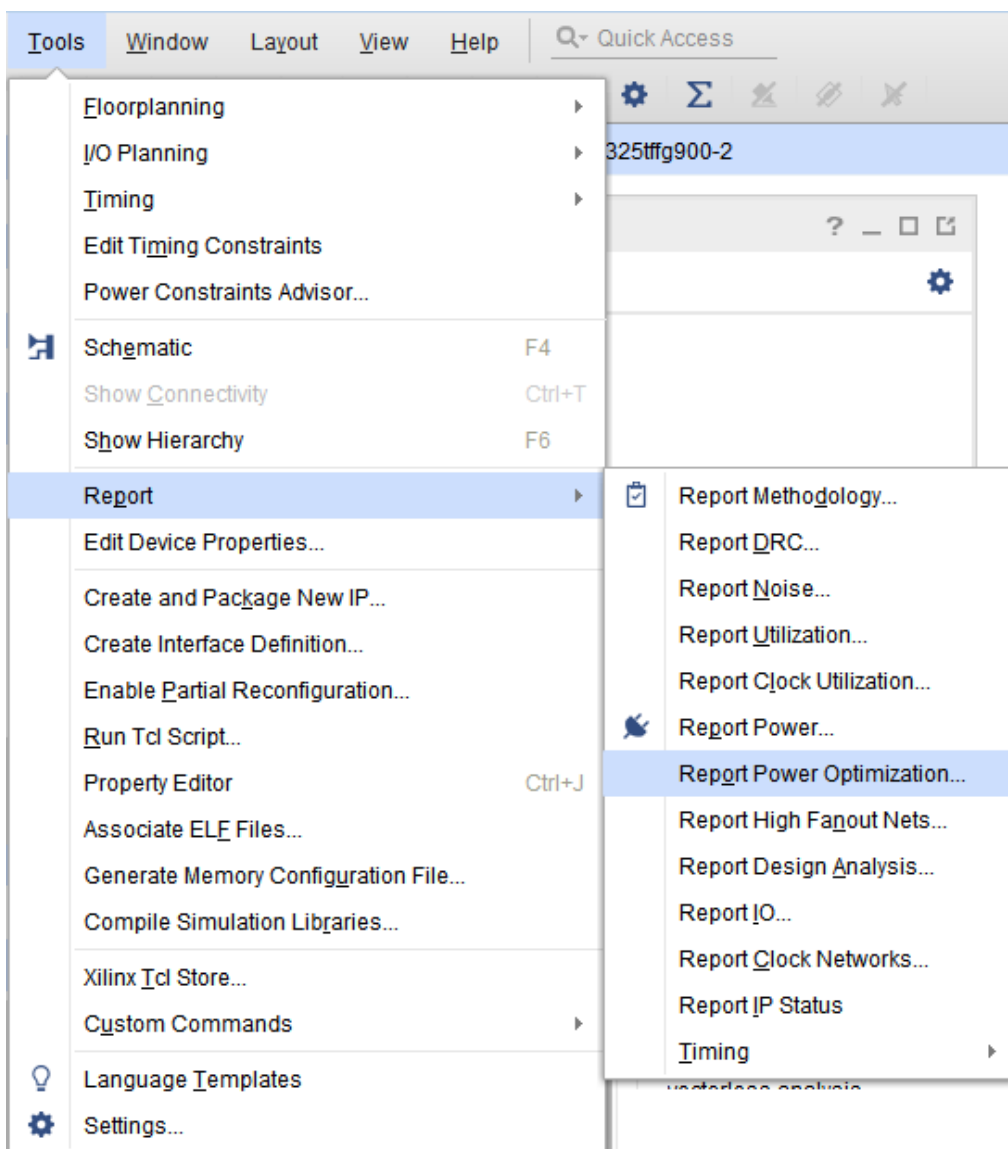 Tools Window Layout View Help Quick Access
Floorplanning
I/O Planning
Timing
Edit Timing Constraints
Power Constraints Advisor...
Schematic F4
Show Connectivity Ctrl+T
Show Hierarchy F6
Report
Edit Device Properties...
Create and Package New IP...
Create Interface Definition...
Enable Partial Reconfiguration...
Run Tcl Script...
Property Editor Ctrl+J
Associate ELF Files...
Generate Memory Configuration File...
Compile Simulation Libraries...
Xilinx Tcl Store...
Custom Commands
Language Templates
Settings...
325tffg900-2
?
Report Methodology...
Report DRC...
Report Noise...
Report Utilization...
Report Clock Utilization...
Report Power...
Report Power Optimization...
Report High Fanout Nets...
Report Design Analysis...
Report IO...
Report Clock Networks...
Report IP Status
Timing
vectorless analysis